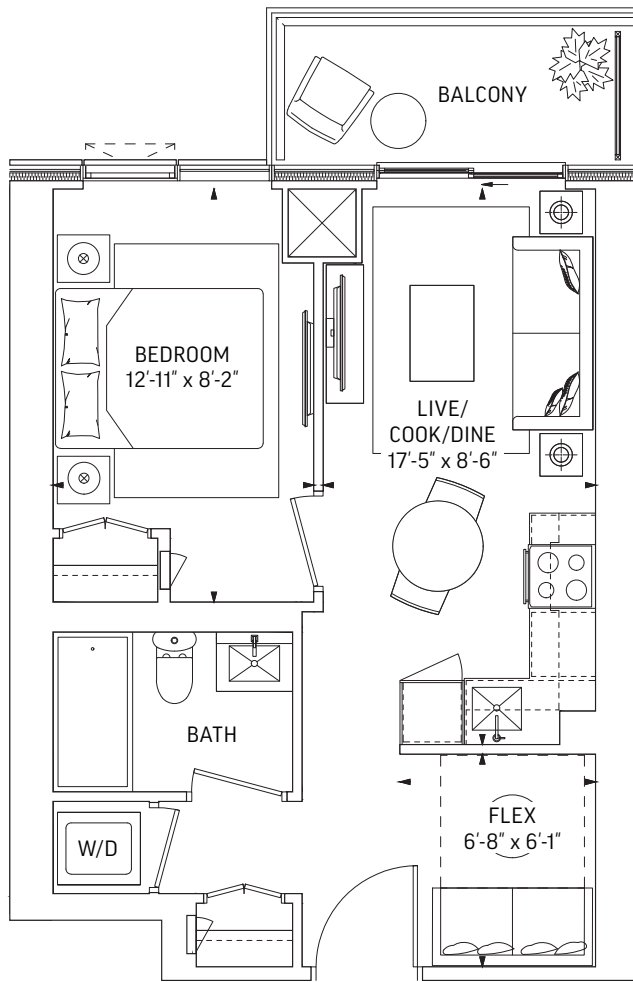 BALCONY
BEDROOM
12'-11" x 8'-2"
LIVE/
COOK/DINE
17'-5" x 8'-6"
BATH
W/D
FLEX
6'-8" x 6'-1"